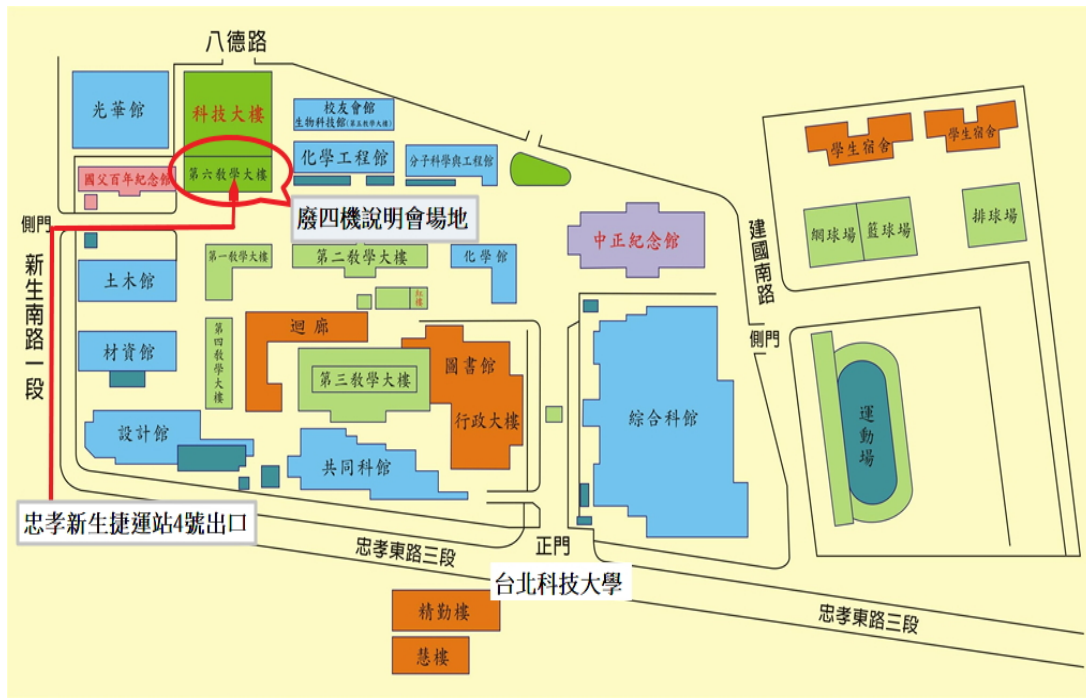 八德路
光華館
科技大樓
校友會館
生物科技館(第五教學大樓)
化學工程館
分子科學與工程館
國父百年紀念館
第六教學大樓
廢四機說明會場地
側門
新生南路一段
土木館
第一教學大樓
第二教學大樓
化學館
紅樓
中正紀念館
建國南路
側門
學生宿舍
學生宿舍
網球場
籃球場
排球場
材資館
第四教學大樓
迴廊
圖書館
第三教學大樓
行政大樓
綜合科館
運動場
設計館
共同科館
忠孝新生捷運站4號出口
忠孝東路三段
正門
台北科技大學
精勤樓
慧樓
忠孝東路三段